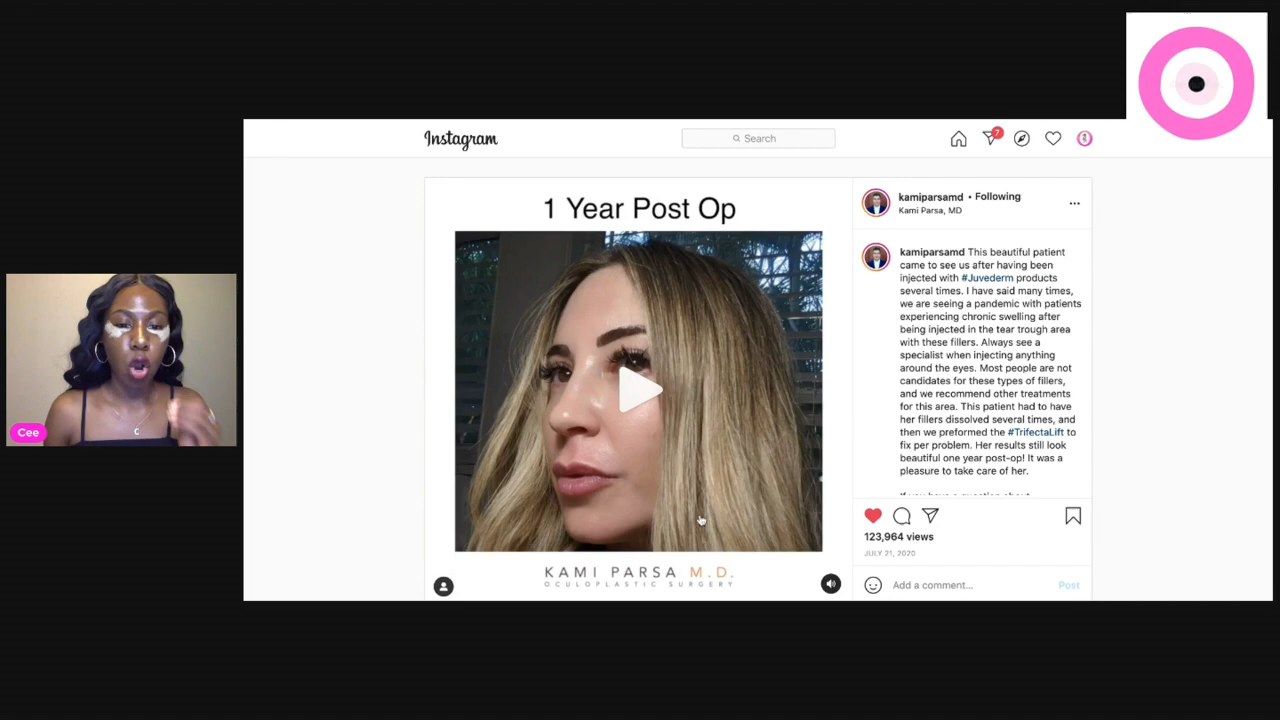 Instagram
Search
7
1 Year Post Op
KAMI PARSA M.D.
OCULOPLASTIC SURGERY
kamiparsamd • Following
Kami Parsa, MD
kamiparsamd This beautiful patient
came to see us after having been
injected with #Juvederm products
several times. I have said many times,
we are seeing a pandemic with patients
experiencing chronic swelling after
being injected in the tear trough area
with these fillers. Always see a
specialist when injecting anything
around the eyes. Most people are not
candidates for these types of fillers,
and we recommend other treatments
for this area. This patient had to have
her fillers dissolved several times, and
then we preformed the #TrifectaLift to
fix per problem. Her results still look
beautiful one year post-op! It was a
pleasure to take care of her.
123,964 views
JULY 21, 2020
Add a comment...
Post
C
Cee